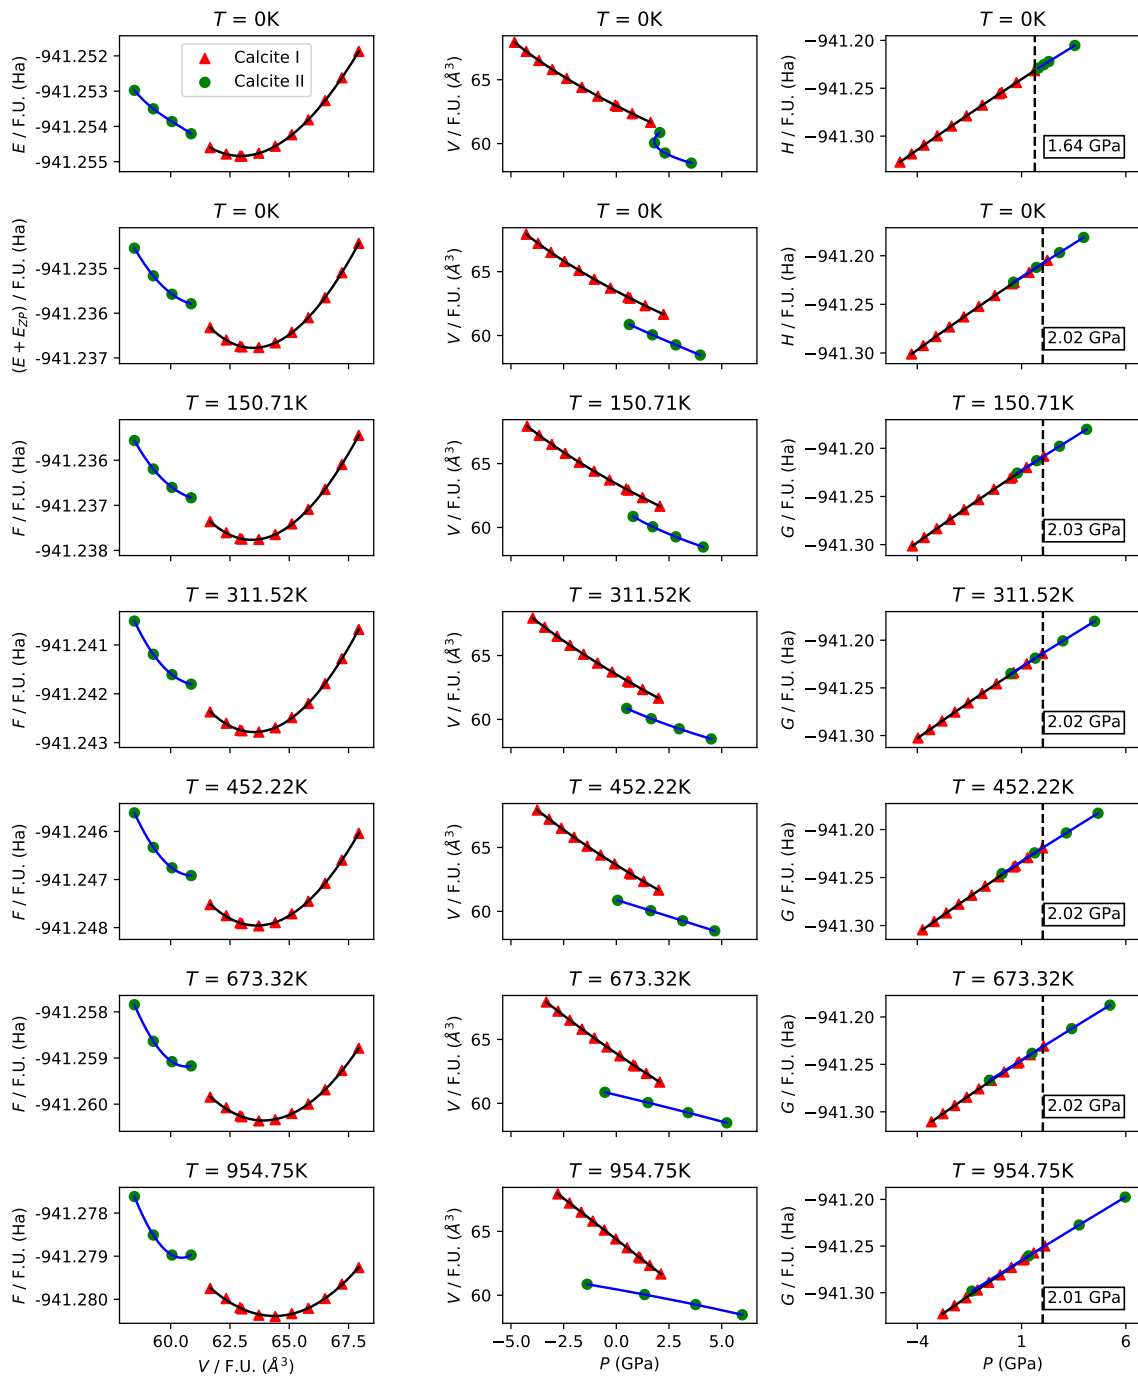 T = 0K
T = 0K
T = 0K
E / F.U. (Ha)
-941.252
-941.253
-941.254
-941.255
Calcite I
Calcite II
V / F.U. (Å³)
65
60
H / F.U. (Ha)
−941.20
−941.30
1.64 GPa
T = 0K
T = 0K
T = 0K
(E + E_ZP) / F.U. (Ha)
-941.235
-941.236
-941.237
V / F.U. (Å³)
65
60
H / F.U. (Ha)
−941.20
−941.25
−941.30
2.02 GPa
T = 150.71K
T = 150.71K
T = 150.71K
F / F.U. (Ha)
-941.236
-941.237
-941.238
V / F.U. (Å³)
65
60
G / F.U. (Ha)
−941.20
−941.25
−941.30
2.03 GPa
T = 311.52K
T = 311.52K
T = 311.52K
F / F.U. (Ha)
-941.241
-941.242
-941.243
V / F.U. (Å³)
65
60
G / F.U. (Ha)
−941.20
−941.25
−941.30
2.02 GPa
T = 452.22K
T = 452.22K
T = 452.22K
F / F.U. (Ha)
-941.246
-941.247
-941.248
V / F.U. (Å³)
65
60
G / F.U. (Ha)
−941.20
−941.25
−941.30
2.02 GPa
T = 673.32K
T = 673.32K
T = 673.32K
F / F.U. (Ha)
-941.258
-941.259
-941.260
V / F.U. (Å³)
65
60
G / F.U. (Ha)
−941.20
−941.25
−941.30
2.02 GPa
T = 954.75K
T = 954.75K
T = 954.75K
F / F.U. (Ha)
-941.278
-941.279
-941.280
60.0 62.5 65.0 67.5
V / F.U. (Å³)
V / F.U. (Å³)
65
60
−5.0 −2.5 0.0 2.5 5.0
P (GPa)
G / F.U. (Ha)
−941.20
−941.25
−941.30
2.01 GPa
−4 1 6
P (GPa)